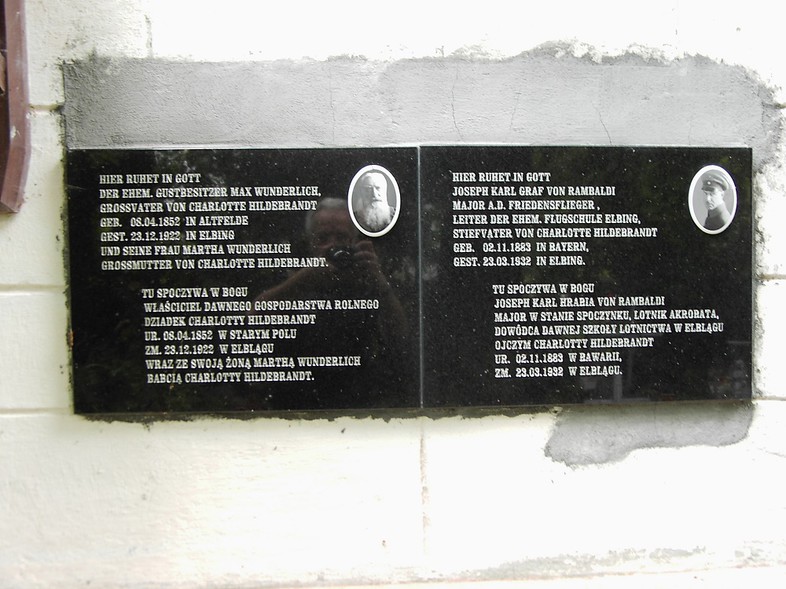 HIER RUHET IN GOTT
DER EHEM. GUSTBESITZER MAX WUNDERLICH,
GROSSVATER VON CHARLOTTE HILDEBRANDT
GEB. 08.04.1852 IN ALTFELDE
GEST. 23.12.1922 IN ELBING
UND SEINE FRAU MARTHA WUNDERLICH
GROSSMUTTER VON CHARLOTTE HILDEBRANDT.
TU SPOCZYWA W BOGU
WŁAŚCICIEL DAWNEGO GOSPODARSTWA ROLNEGO
DZIADEK CHARLOTTY HILDEBRANDT
UR. 08.04.1852 W STARYM POLU
ZM. 23.12.1922 W ELBLĄGU
WRAZ ZE SWOJĄ ŻONĄ MARTHĄ WUNDERLICH
BABCIĄ CHARLOTTY HILDEBRANDT.
HIER RUHET IN GOTT
JOSEPH KARL GRAF VON RAMBALDI
MAJOR A.D. FRIEDENSFLIEGER ,
LEITER DER EHEM. FLUGSCHULE ELBING,
STIEFVATER VON CHARLOTTE HILDEBRANDT
GEB. 02.11.1883 IN BAYERN,
GEST. 23.03.1932 IN ELBING.
TU SPOCZYWA W BOGU
JOSEPH KARL HRABIA VON RAMBALDI
MAJOR W STANIE SPOCZYNKU, LOTNIK AKROBATA,
DOWÓDCA DAWNEJ SZKOŁY LOTNICTWA W ELBLĄGU
OJCZYM CHARLOTTY HILDEBRANDT
UR. 02.11.1883 W BAWARII,
ZM. 23.03.1932 W ELBLĄGU.